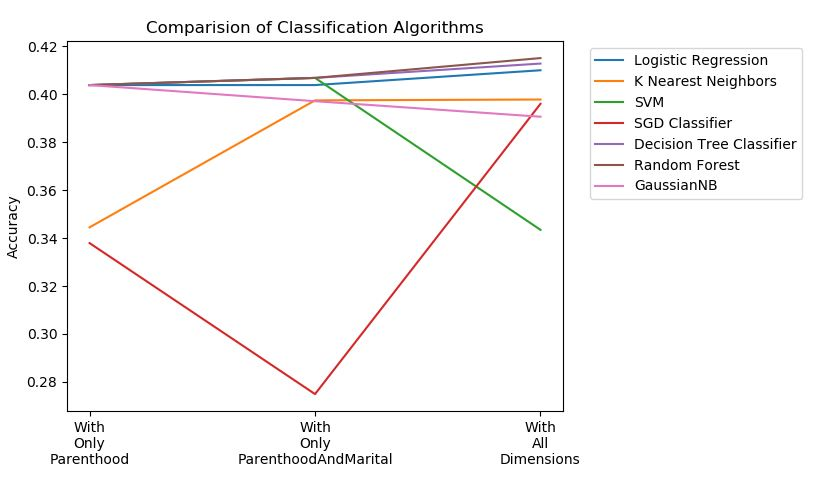 Comparision of Classification Algorithms
0.42
0.40
0.38
0.36
0.34
0.32
0.30
0.28
Accuracy
With
Only
Parenthood
With
Only
ParenthoodAndMarital
With
All
Dimensions
Logistic Regression
K Nearest Neighbors
SVM
SGD Classifier
Decision Tree Classifier
Random Forest
GaussianNB